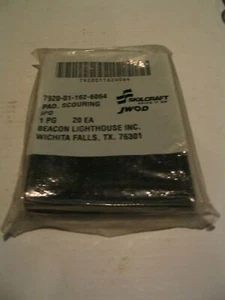 7920011626064
7920-01-162-6064
PAD, SCOURING
SKILCRAFT
JWOD
1 PG 20 EA
BEACON LIGHTHOUSE INC.
WICHITA FALLS, TX. 76301